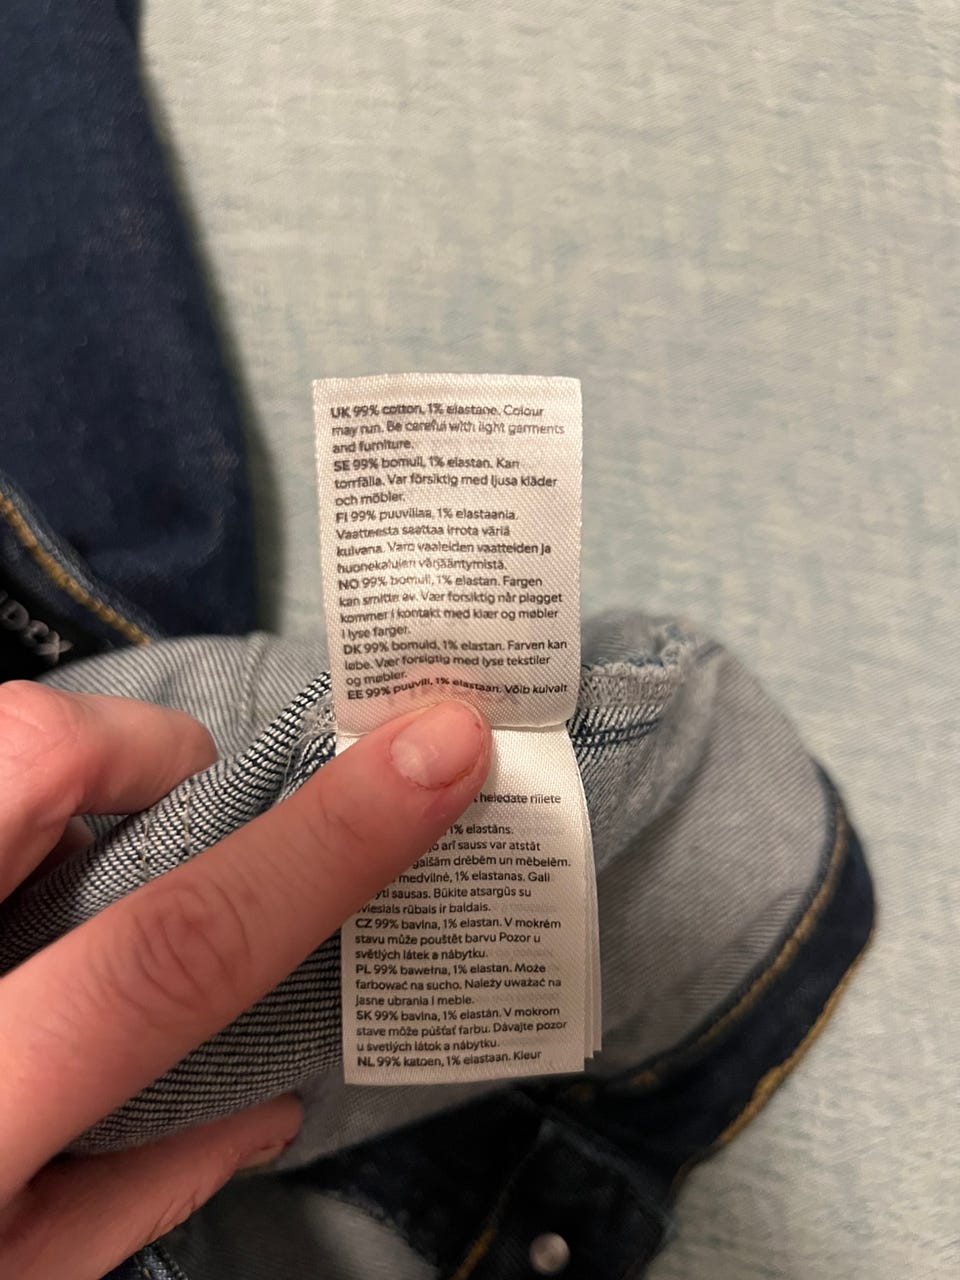 UK 99% cotton, 1% elastane. Colour
may run. Be careful with light garments
and furniture.
SE 99% bomull, 1% elastan. Kan
torrfälla. Var försiktig med ljusa kläder
och möbler.
FI 99% puuvillaa, 1% elastaania.
Vaatteesta saattaa irrota väriä
kuivana. Varo vaaleiden vaatteiden ja
huonekalujen värjääntymistä.
NO 99% bomull, 1% elastan. Fargen
kan smitte av. Vær forsiktig når plagget
kommer i kontakt med klær og møbler
i lyse farger.
DK 99% bomuld, 1% elastan. Farven kan
løbe. Vær forsigtig med lyse tekstiler
og møbler.
EE 99% puuvill, 1% elastaan. Võib kuivalt
heledate riiiete
1% elastāns.
arī sauss var atstāt
gaišām drēbēm un mēbelēm.
medvilnė, 1% elastanas. Gali
sausas. Būkite atsargūs su
šviesiais rūbais ir baldais.
CZ 99% bavlna, 1% elastan. V mokrém
stavu může pouštět barvu Pozor u
světlých látek a nábytku.
PL 99% bawełna, 1% elastan. Może
farbować na sucho. Należy uważać na
jasne ubrania i meble.
SK 99% bavlna, 1% elastán. V mokrom
stave môže púšťať farbu. Dávajte pozor
u svetlých látok a nábytku.
NL 99% katoen, 1% elastaan. Kleur